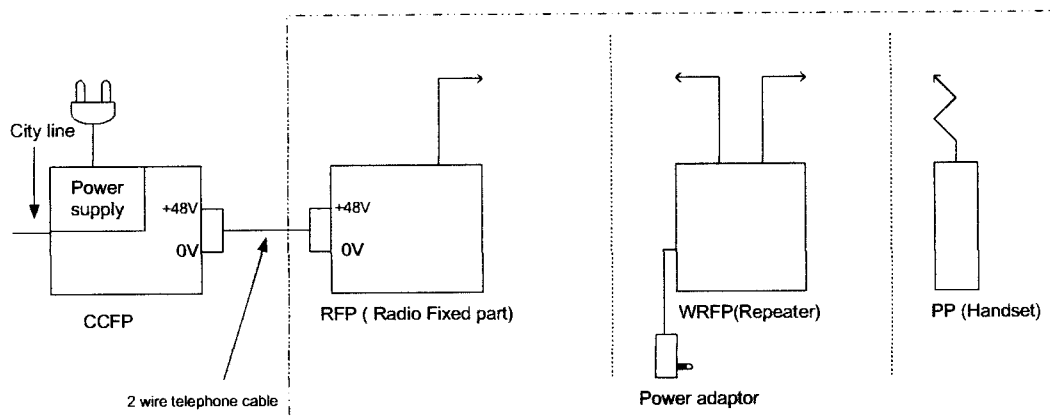 City line
Power
supply
+48V
0V
CCFP
2 wire telephone cable
+48V
0V
RFP ( Radio Fixed part)
WRFP(Repeater)
Power adaptor
PP (Handset)